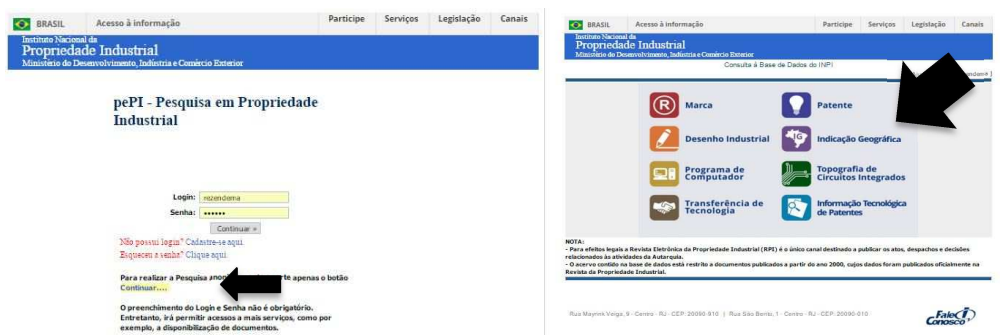 BRASIL
Acesso à informação
Participe
Serviços
Legislação
Canais
Instituto Nacional da
Propriedade Industrial
Ministério do Desenvolvimento, Indústria e Comércio Exterior
pePI - Pesquisa em Propriedade
Industrial
Login: rezendema
Senha: ••••••
Continuar »
Não possui login? Cadastre-se aqui.
Esqueceu a senha? Clique aqui.
Para realizar a Pesquisa apenas o botão
Continuar....
O preenchimento do Login e Senha não é obrigatório.
Entretanto, irá permitir acessos a mais serviços, como por
exemplo, a disponibilização de documentos.
BRASIL
Acesso à informação
Participe
Serviços
Legislação
Canais
Instituto Nacional da
Propriedade Industrial
Ministério do Desenvolvimento, Indústria e Comércio Exterior
Consulta à Base de Dados do INPI
Marca
Patente
Desenho Industrial
IG
Indicação Geográfica
Programa de
Computador
Topografia de
Circuitos Integrados
Transferência de
Tecnologia
Informação Tecnológica
de Patentes
NOTA:
- Para efeitos legais a Revista Eletrônica da Propriedade Industrial (RPI) é o único canal destinado a publicar os atos, despachos e decisões
relacionados às atividades da Autarquia.
- O acervo contido na base de dados está restrito a documentos publicados a partir do ano 2000, cujos dados foram publicados oficialmente na
Revista da Propriedade Industrial.
Rua Mayrink Veiga, 9 - Centro - RJ - CEP: 20090-910 | Rua São Bento, 1 - Centro - RJ - CEP: 20090-010
Fale
Conosco